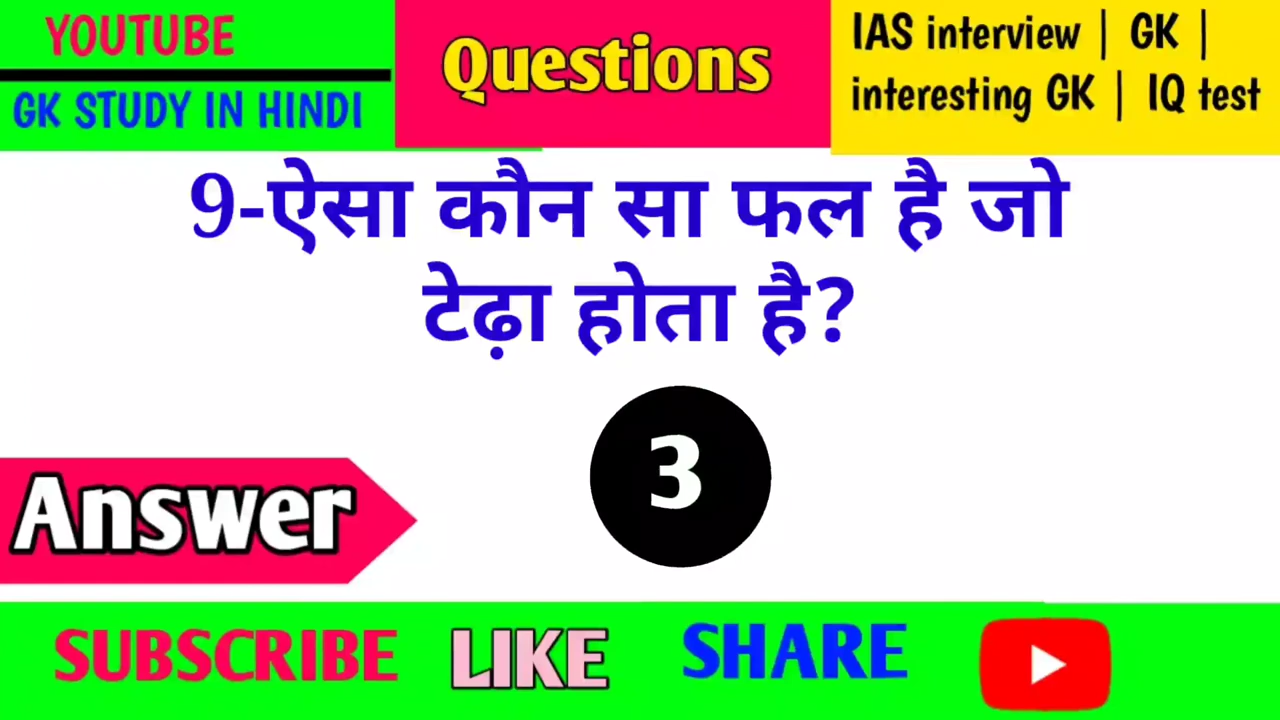 YOUTUBE
GK STUDY IN HINDI
Questions
IAS interview | GK |
interesting GK | IQ test
9-ऐसा कौन सा फल है जो
टेढ़ा होता है?
3
Answer
SUBSCRIBE LIKE SHARE